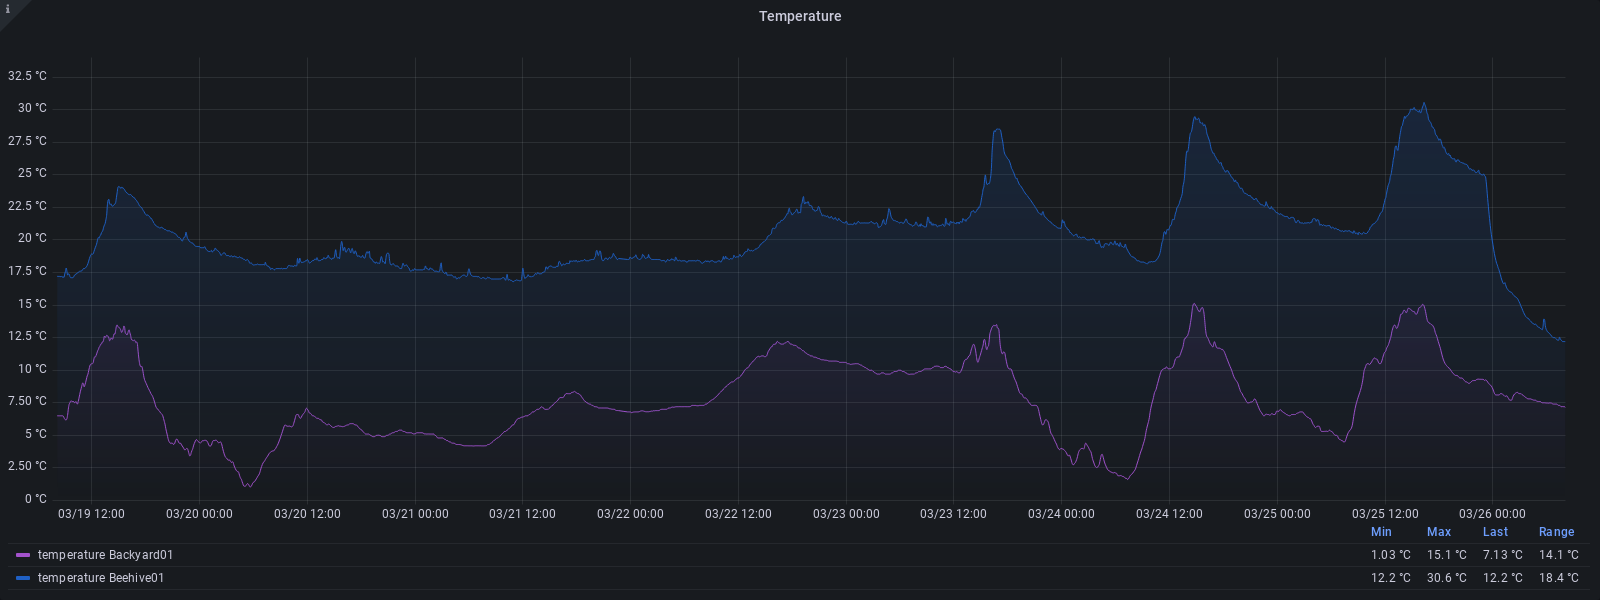 i
Temperature
32.5 °C
30 °C
27.5 °C
25 °C
22.5 °C
20 °C
17.5 °C
15 °C
12.5 °C
10 °C
7.50 °C
5 °C
2.50 °C
0 °C
03/19 12:00 03/20 00:00 03/20 12:00 03/21 00:00 03/21 12:00 03/22 00:00 03/22 12:00 03/23 00:00 03/23 12:00 03/24 00:00 03/24 12:00 03/25 00:00 03/25 12:00 03/26 00:00
Min Max Last Range
temperature Backyard01 1.03 °C 15.1 °C 7.13 °C 14.1 °C
temperature Beehive01 12.2 °C 30.6 °C 12.2 °C 18.4 °C